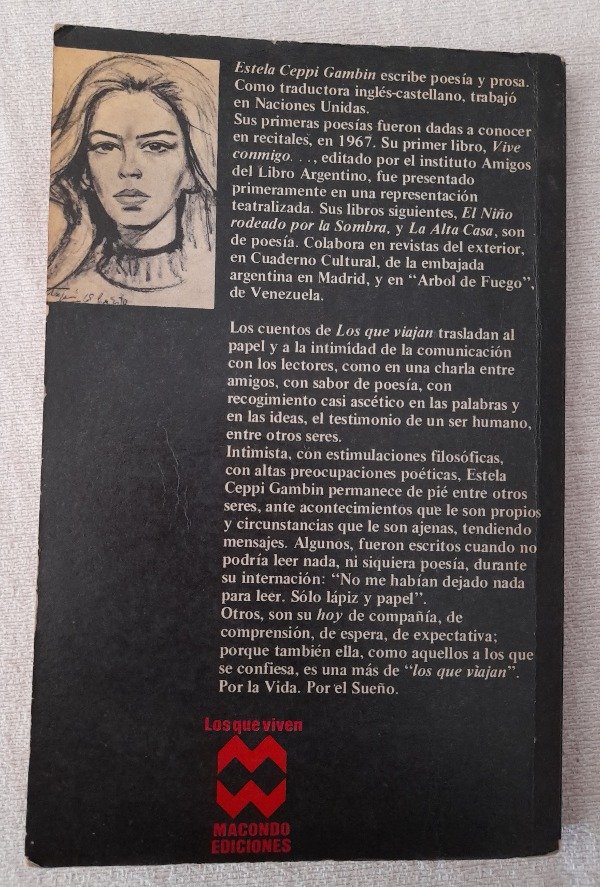 Estela Ceppi Gambin escribe poesía y prosa.
Como traductora inglés-castellano, trabajó
en Naciones Unidas.
Sus primeras poesías fueron dadas a conocer
en recitales, en 1967. Su primer libro, Vive
conmigo. . ., editado por el instituto Amigos
del Libro Argentino, fue presentado
primeramente en una representación
teatralizada. Sus libros siguientes, El Niño
rodeado por la Sombra, y La Alta Casa, son
de poesía. Colabora en revistas del exterior,
en Cuaderno Cultural, de la embajada
argentina en Madrid, y en “Arbol de Fuego”,
de Venezuela.
Los cuentos de Los que viajan trasladan al
papel y a la intimidad de la comunicación
con los lectores, como en una charla entre
amigos, con sabor de poesía, con
recogimiento casi ascético en las palabras y
en las ideas, el testimonio de un ser humano,
entre otros seres.
Intimista, con estimulaciones filosóficas,
con altas preocupaciones poéticas, Estela
Ceppi Gambin permanece de pié entre otros
seres, ante acontecimientos que le son propios
y circunstancias que le son ajenas, tendiendo
mensajes. Algunos, fueron escritos cuando no
podría leer nada, ni siquiera poesía, durante
su internación: “No me habían dejado nada
para leer. Sólo lápiz y papel”.
Otros, son su hoy de compañía, de
comprensión, de espera, de expectativa;
porque también ella, como aquellos a los que
se confiesa, es una más de “los que viajan”.
Por la Vida. Por el Sueño.
Los que viven
MACONDO
EDICIONES